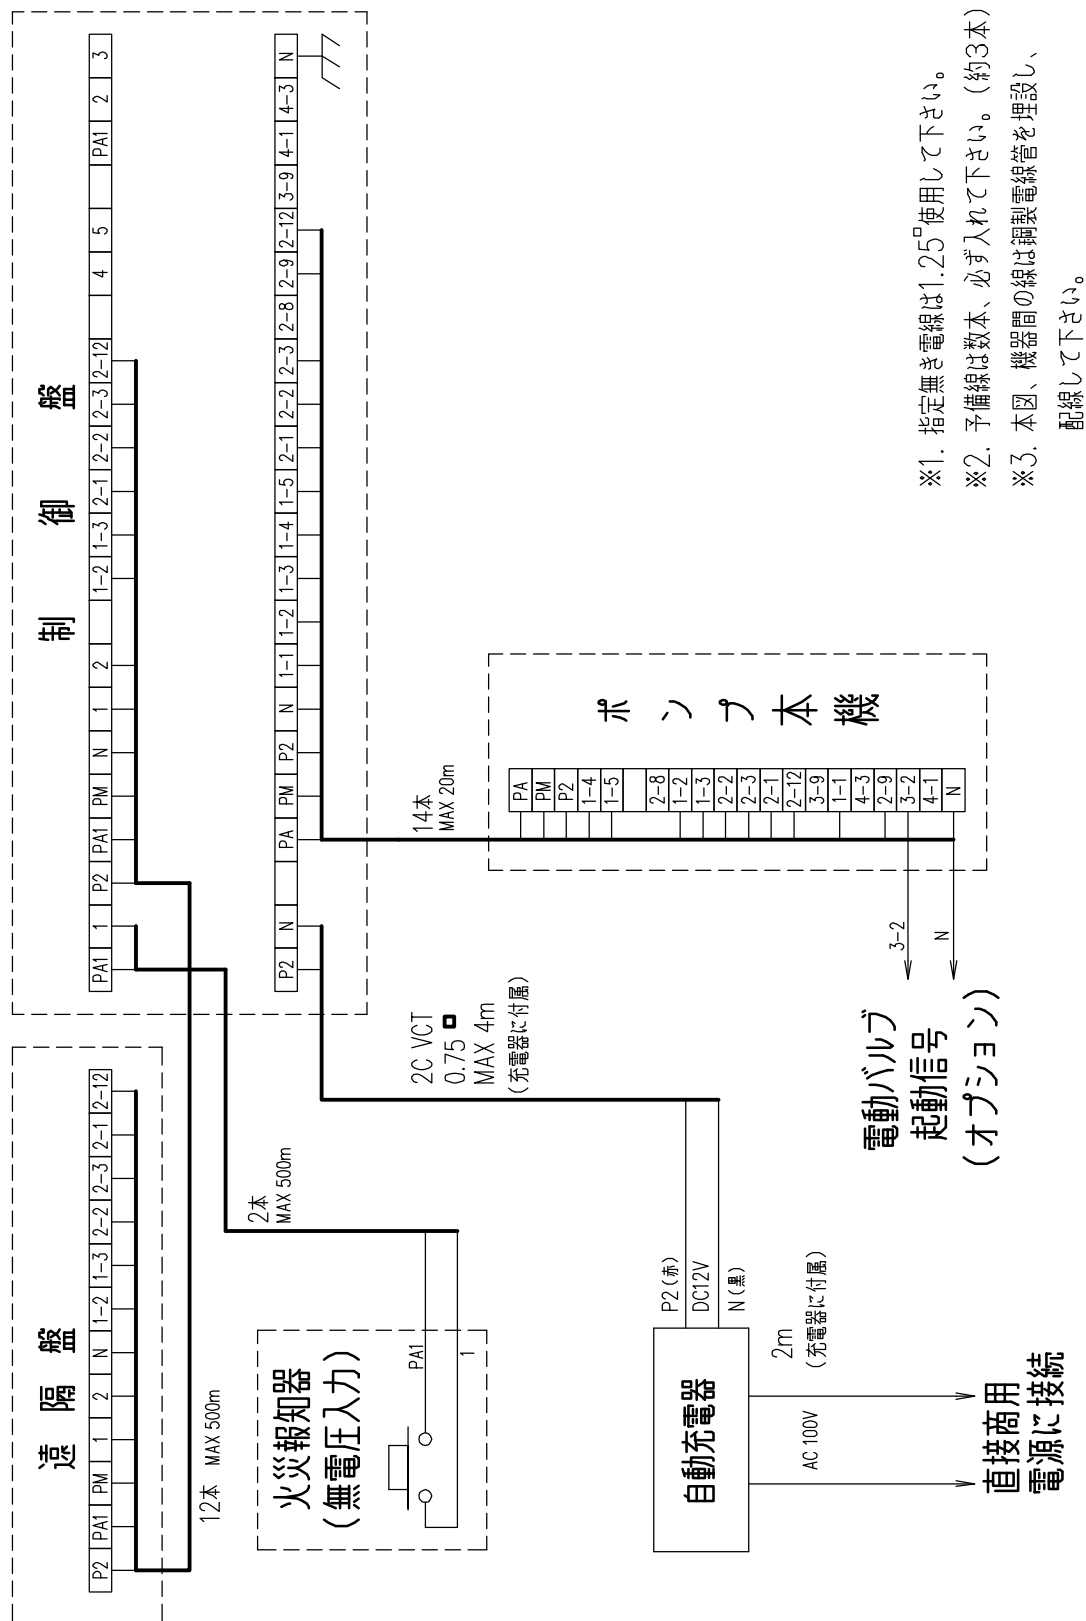 遠隔盤
P2 PA1 PM 1 2 N 1-2 1-3 2-2 2-3 2-1 2-12
12本 MAX 500m
制御盤
PA1 1 P2 PA1 PM N 1 2 1-2 1-3 2-1 2-2 2-3 2-12 4 5 PA1 2 3
P2 N PA PM P2 N 1-1 1-2 1-3 1-4 1-5 2-1 2-2 2-3 2-8 2-9 2-12 3-9 4-1 4-3 N
2本
MAX 500m
火災報知器
(無電圧入力)
PA1
1
2C VCT
0.75
MAX 4m
(充電器に付属)
14本
MAX 20m
ポンプ本機
PA
PM
P2
1-4
1-5
2-8
1-2
1-3
2-2
2-3
2-1
2-12
3-9
1-1
4-3
2-9
3-2
4-1
N
P2(赤)
DC12V
N(黒)
自動充電器
2m
(充電器に付属)
AC 100V
直接商用
電源に接続
3-2
N
電動バルブ
起動信号
(オプション)
※1. 指定無き電線は1.25□使用して下さい。
※2. 予備線は数本、必ず入れて下さい。(約3本)
※3. 本図、機器間の線は鋼製電線管を埋設し、
配線して下さい。